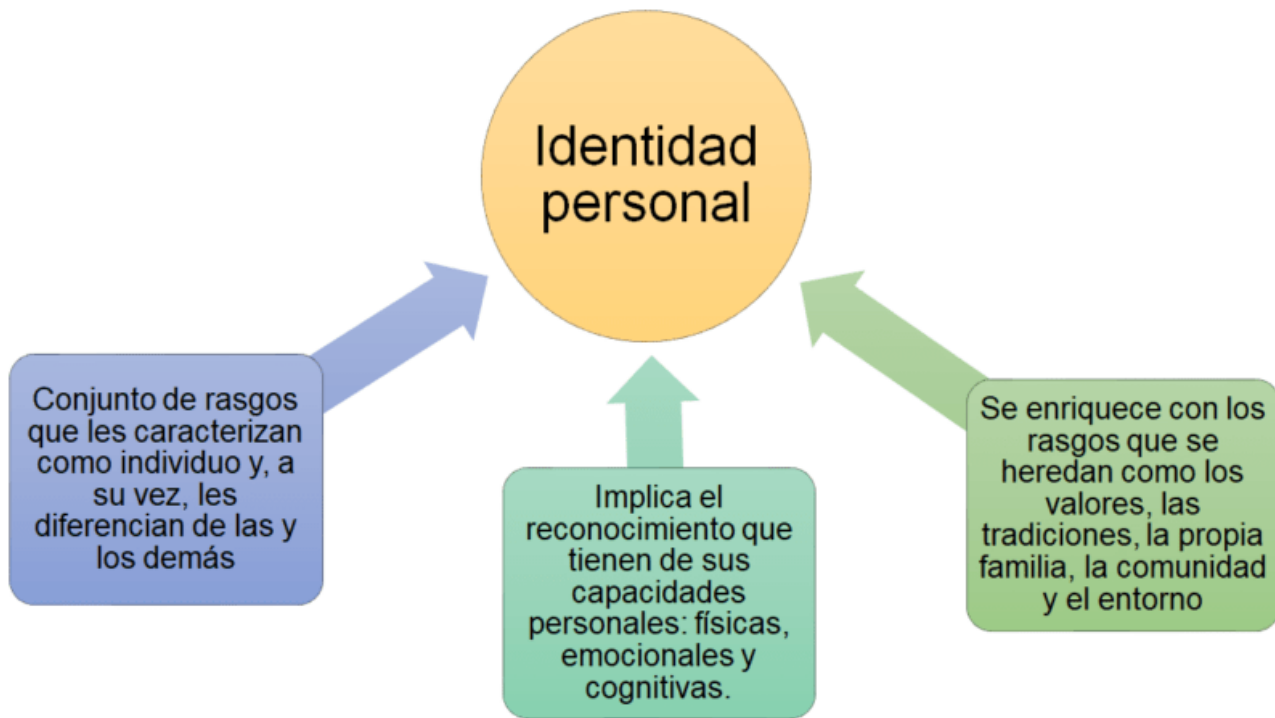 Identidad
personal
Conjunto de rasgos
que les caracterizan
como individuo y, a
su vez, les
diferencian de las y
los demás
Implica el
reconocimiento que
tienen de sus
capacidades
personales: físicas,
emocionales y
cognitivas.
Se enriquece con los
rasgos que se
heredan como los
valores, las
tradiciones, la propia
familia, la comunidad
y el entorno